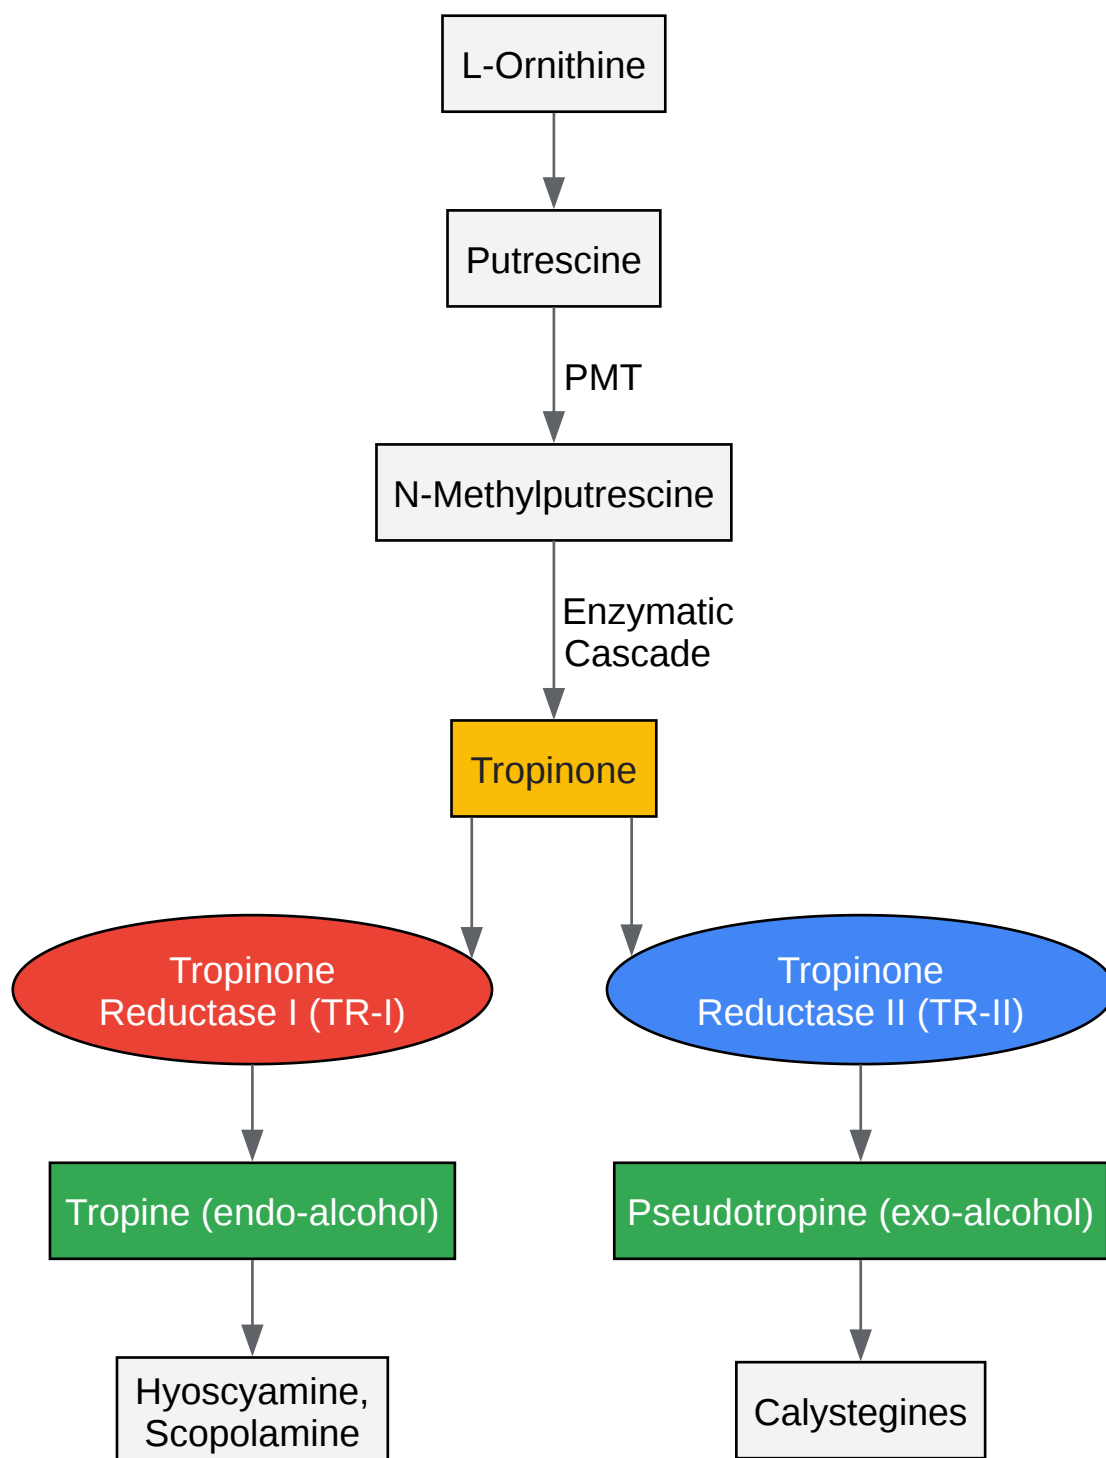 L-Ornithine
Putrescine
PMT
N-Methylputrescine
Enzymatic
Cascade
Tropinone
Tropinone
Reductase I (TR-I)
Tropinone
Reductase II (TR-II)
Tropine (endo-alcohol)
Pseudotropine (exo-alcohol)
Hyoscyamine,
Scopolamine
Calystegines